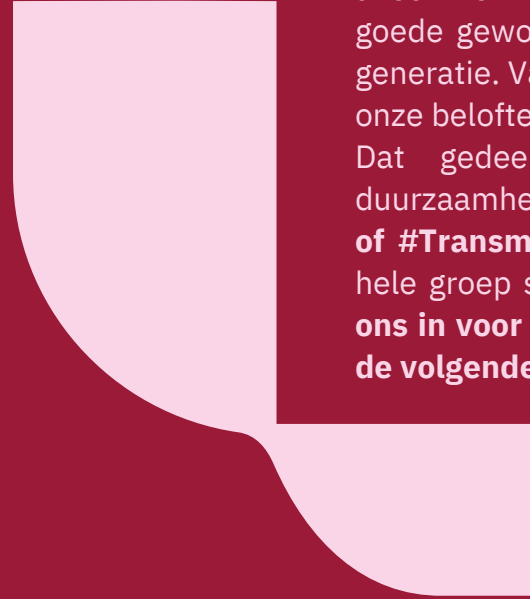 goede gewo
generatie. Va
onze belofte
Dat gedee
duurzaamhe
of #Transm
hele groep s
ons in voor
de volgende